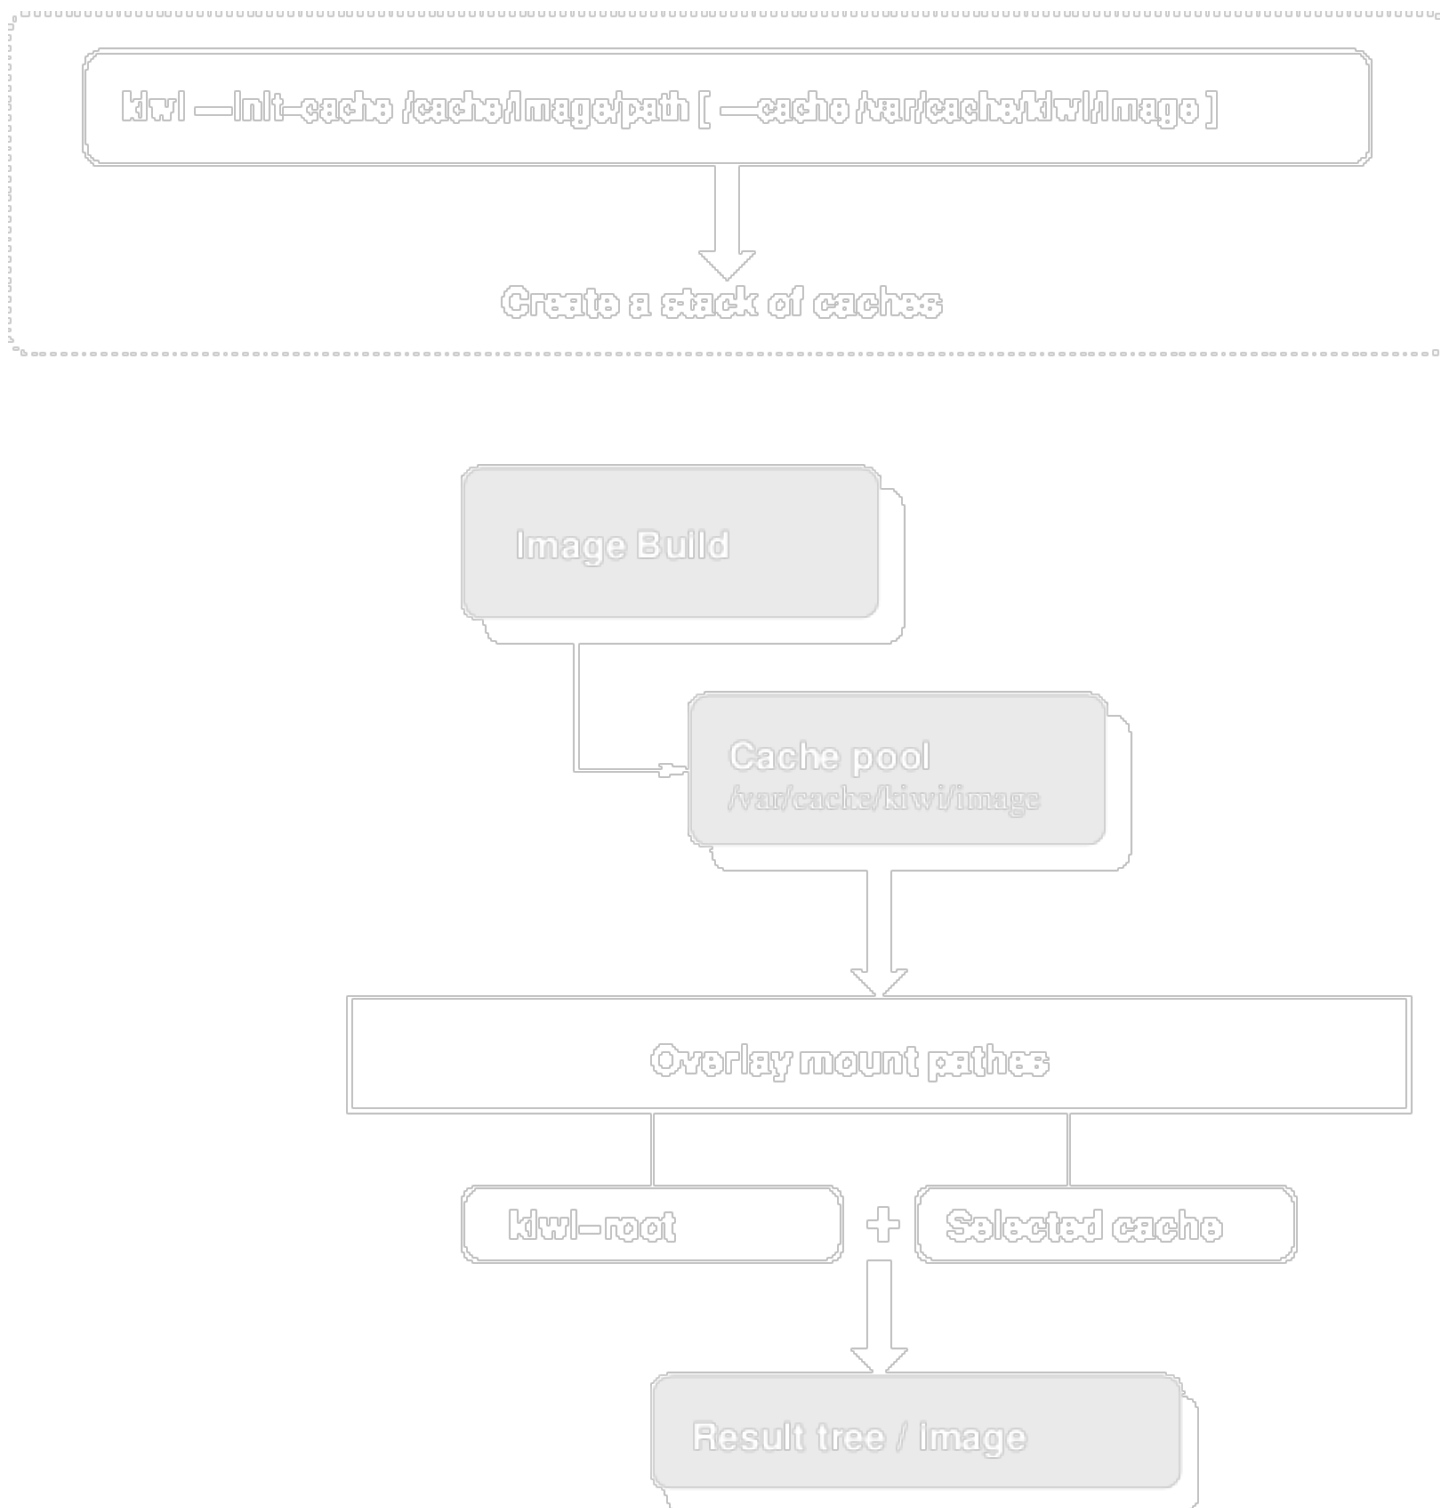 kiwi --init-cache /cache/image/path [ --cache /var/cache/kiwi/image ]
Create a stack of caches
Image Build
Cache pool
/var/cache/kiwi/image
Overlay mount pathes
kiwi-root + Selected cache
Result tree / Image